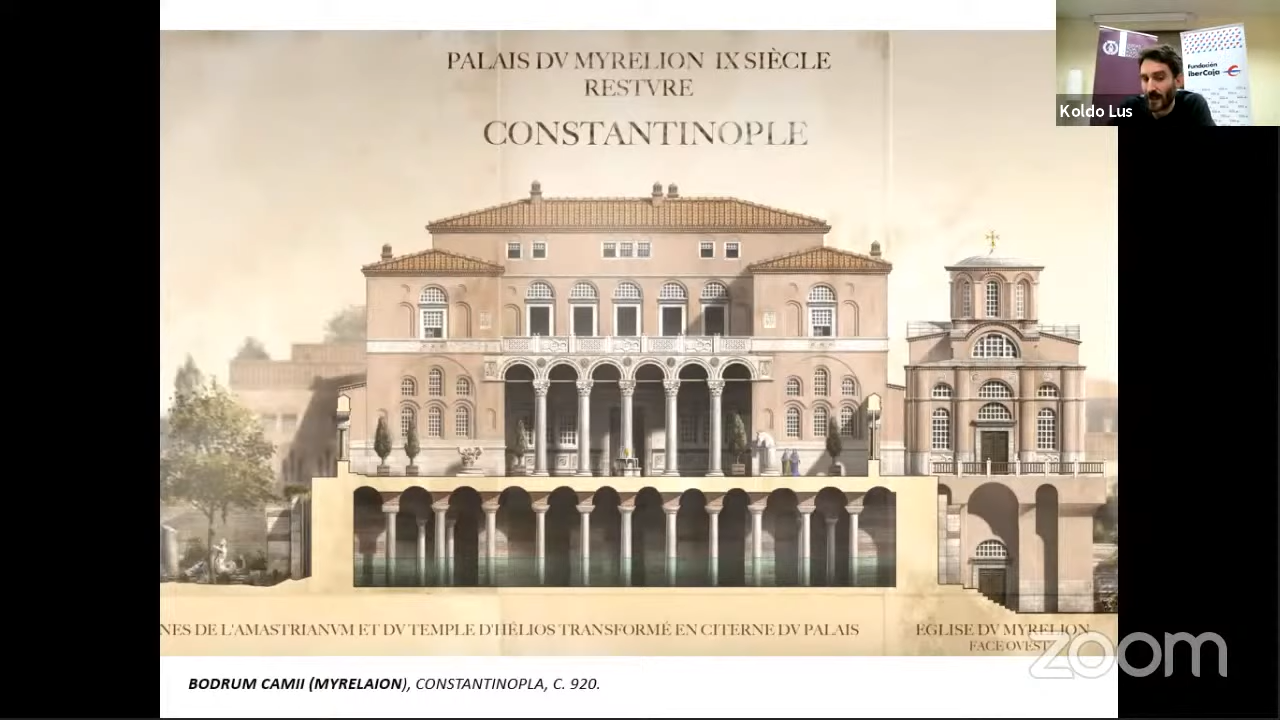 PALAIS DV MYRELION IX SIÈCLE
RESTVRE
CONSTANTINOPLE
Fundación
iberCaja
Koldo Lus
NES DE L'AMASTRIANVM ET DV TEMPLE D'HÉLIOS TRANSFORMÉ EN CITERNE DV PALAIS
EGLISE DV MYRELION
FACE OVEST
zoom
BODRUM CAMII (MYRELAION), CONSTANTINOPLA, C. 920.